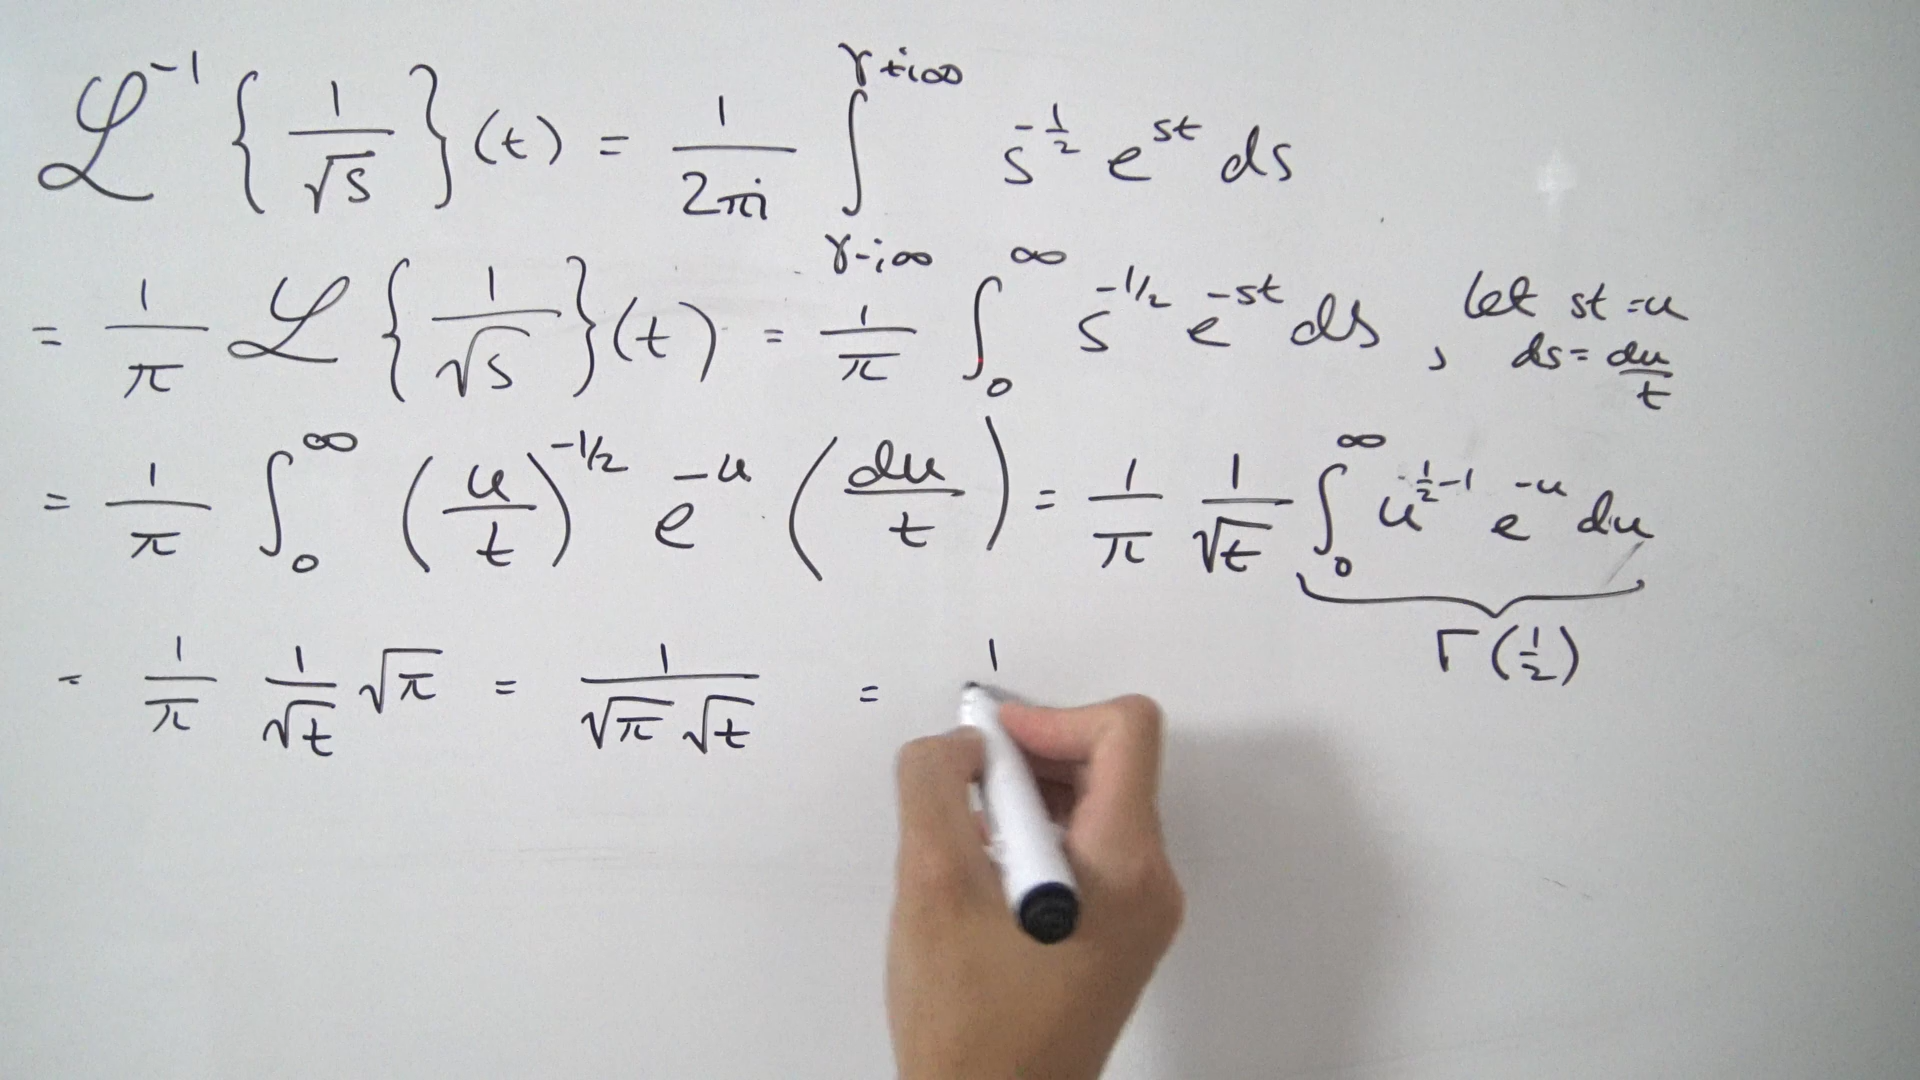 ℒ⁻¹ { 1/√s } (t) = 1/(2πi) ∫_{γ-i∞}^{γ+i∞} s^{-1/2} e^{st} ds
= 1/π ℒ { 1/√s } (t) = 1/π ∫_0^∞ s^{-1/2} e^{-st} ds , let st = u
ds = du/t
= 1/π ∫_0^∞ (u/t)^{-1/2} e^{-u} (du/t) = 1/π 1/√t ∫_0^∞ u^{1/2-1} e^{-u} du
Γ(1/2)
= 1/π 1/√t √π = 1/(√π √t) = 1